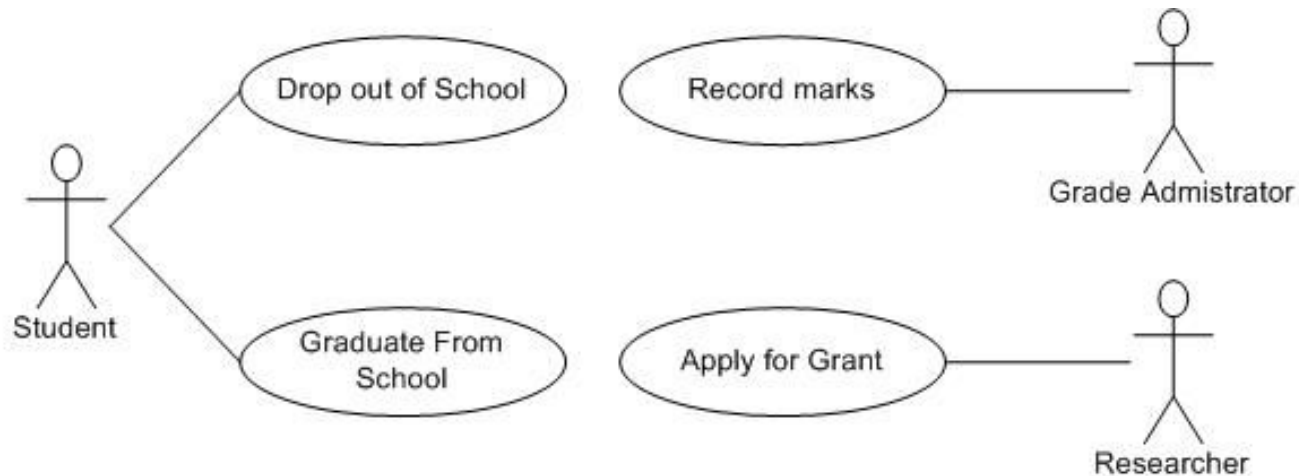 Drop out of School
Record marks
Grade Admistrator
Student
Graduate From
School
Apply for Grant
Researcher